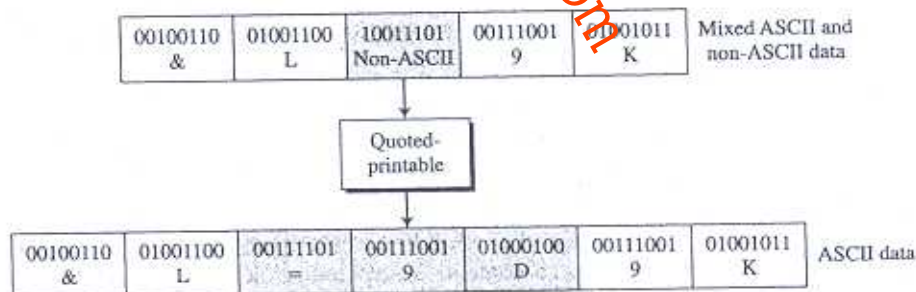 00100110 01001100 10011101 00111001 01001011 Mixed ASCII and
& L Non-ASCII 9 K non-ASCII data
om
Quoted-
printable
00100110 01001100 00111101 00111001 01000100 00111001 01001011 ASCII data
& L = 9 D 9 K